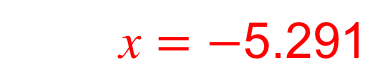 x = −5.291